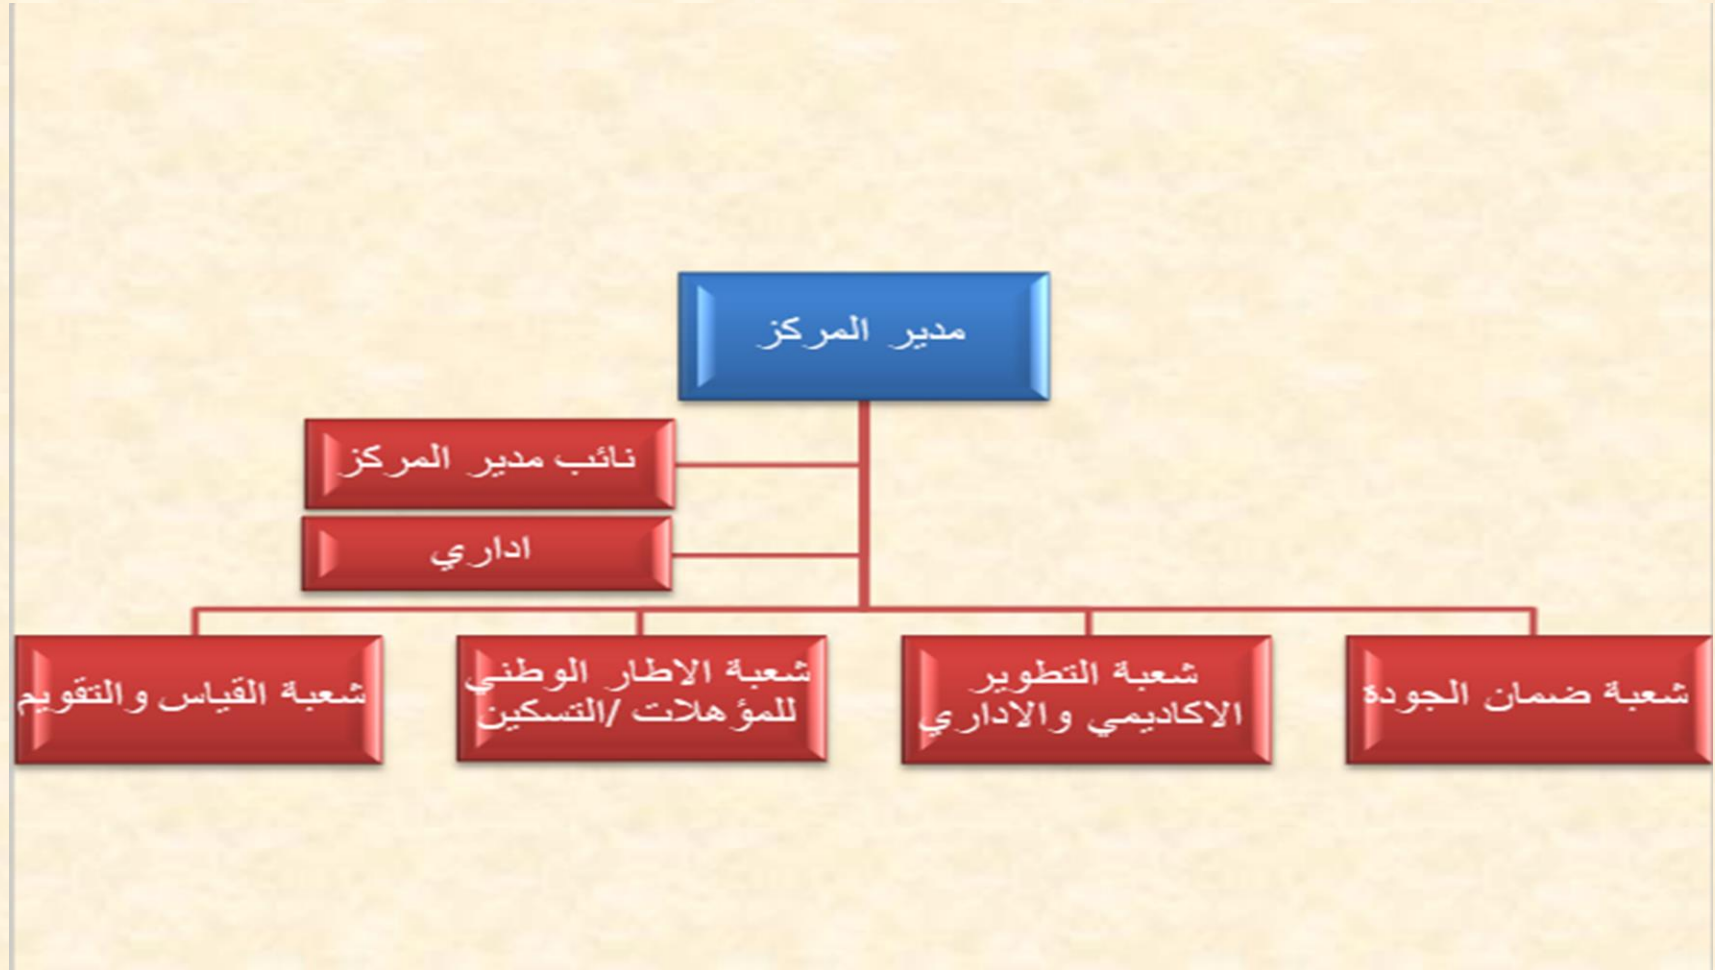 مدير المركز
نائب مدير المركز
اداري
شعبة ضمان الجودة
شعبة التطوير
الاكاديمي والاداري
شعبة الاطار الوطني
للمؤهلات /التسكين
شعبة القياس والتقويم